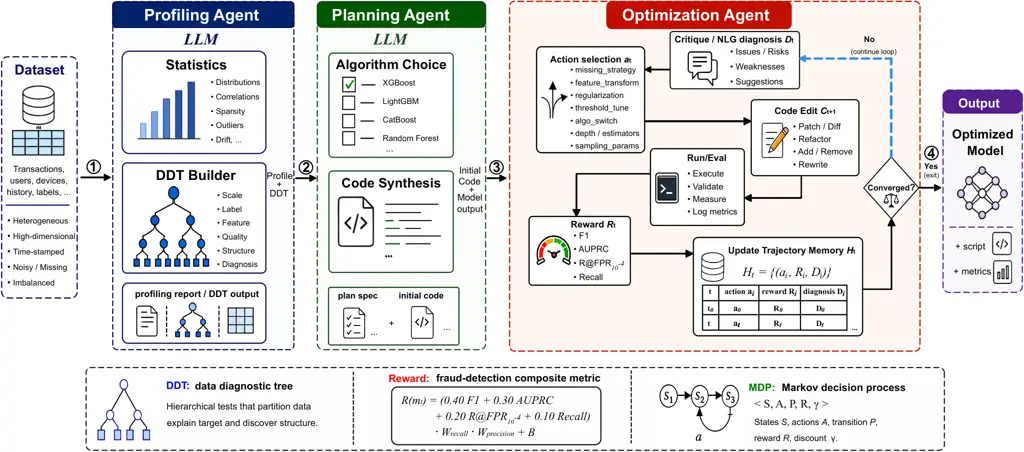 Dataset
Transactions,
users, devices,
history, labels, ...
• Heterogeneous
• High-dimensional
• Time-stamped
• Noisy / Missing
• Imbalanced
①
Profiling Agent
LLM
Statistics
• Distributions
• Correlations
• Sparsity
• Outliers
• Drift, ...
DDT Builder
• Scale
• Label
• Feature
• Quality
• Structure
• Diagnosis
profiling report / DDT output
②
Profile
+
DDT
Planning Agent
LLM
Algorithm Choice
XGBoost
LightGBM
CatBoost
Random Forest
...
Code Synthesis
</>
...
plan spec
initial code
...
+
</>
...
③
Initial
Code
+
Model
output
Optimization Agent
Action selection at
• missing_strategy
• feature_transform
• regularization
• threshold_tune
• algo_switch
• depth / estimators
• sampling_params
Critique / NLG diagnosis Dt
• Issues / Risks
• Weaknesses
• Suggestions
No
(continue loop)
Code Edit Ct+1
• Patch / Diff
• Refactor
• Add / Remove
• Rewrite
Run/Eval
• Execute
• Validate
• Measure
• Log metrics
Reward Rt
• F1
• AUPRC
• R@FPR10-4
• Recall
Update Trajectory Memory Ht
Ht = {(ai, Ri, Di)}
t action ai reward Ri diagnosis Di
t0 a0 R0 D0
t at Rt Dt
...
Converged?
④
Yes
(exit)
Output
Optimized
Model
+ script </>
+ metrics
DDT: data diagnostic tree
Hierarchical tests that partition data
explain target and discover structure.
Reward: fraud-detection composite metric
R(mt) = (0.40 F1 + 0.30 AUPRC
+ 0.20 R@FPR10-4 + 0.10 Recall)
· Wrecall · Wprecision + B
S1 S2 S3
a
MDP: Markov decision process
< S, A, P, R, γ >
States S, actions A, transition P,
reward R, discount γ.